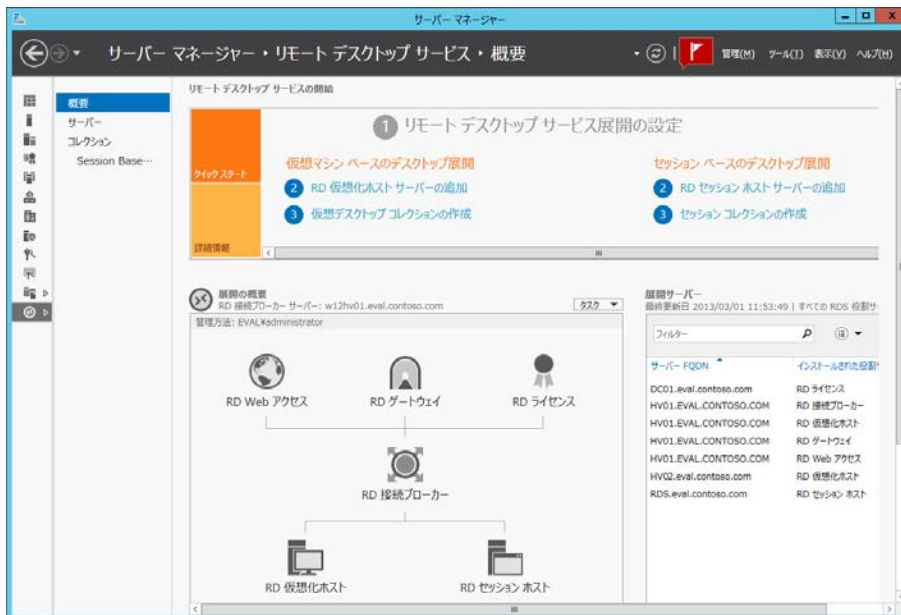 サーバー マネージャー
サーバー マネージャー ・ リモート デスクトップ サービス ・ 概要
管理(M) ツール(T) 表示(V) ヘルプ(H)
概要
サーバー
コレクション
Session Base…
リモート デスクトップ サービスの開始
1 リモート デスクトップ サービス展開の設定
クイック スタート
仮想マシン ベースのデスクトップ展開
2 RD 仮想化ホスト サーバーの追加
3 仮想デスクトップ コレクションの作成
セッション ベースのデスクトップ展開
2 RD セッション ホスト サーバーの追加
3 セッション コレクションの作成
詳細情報
展開の概要
RD 接続ブローカー サーバー: w12hv01.eval.contoso.com
タスク
管理方法: EVAL¥administrator
RD Web アクセス
RD ゲートウェイ
RD ライセンス
RD 接続ブローカー
RD 仮想化ホスト
RD セッション ホスト
展開サーバー
最終更新日 2013/03/01 11:53:49 | すべての RDS 役割サ
フィルター
サーバー FQDN インストールされた役割
DC01.eval.contoso.com RD ライセンス
HV01.EVAL.CONTOSO.COM RD 接続ブローカー
HV01.EVAL.CONTOSO.COM RD 仮想化ホスト
HV01.EVAL.CONTOSO.COM RD ゲートウェイ
HV01.EVAL.CONTOSO.COM RD Web アクセス
HV02.eval.contoso.com RD 仮想化ホスト
RDS.eval.contoso.com RD セッション ホスト